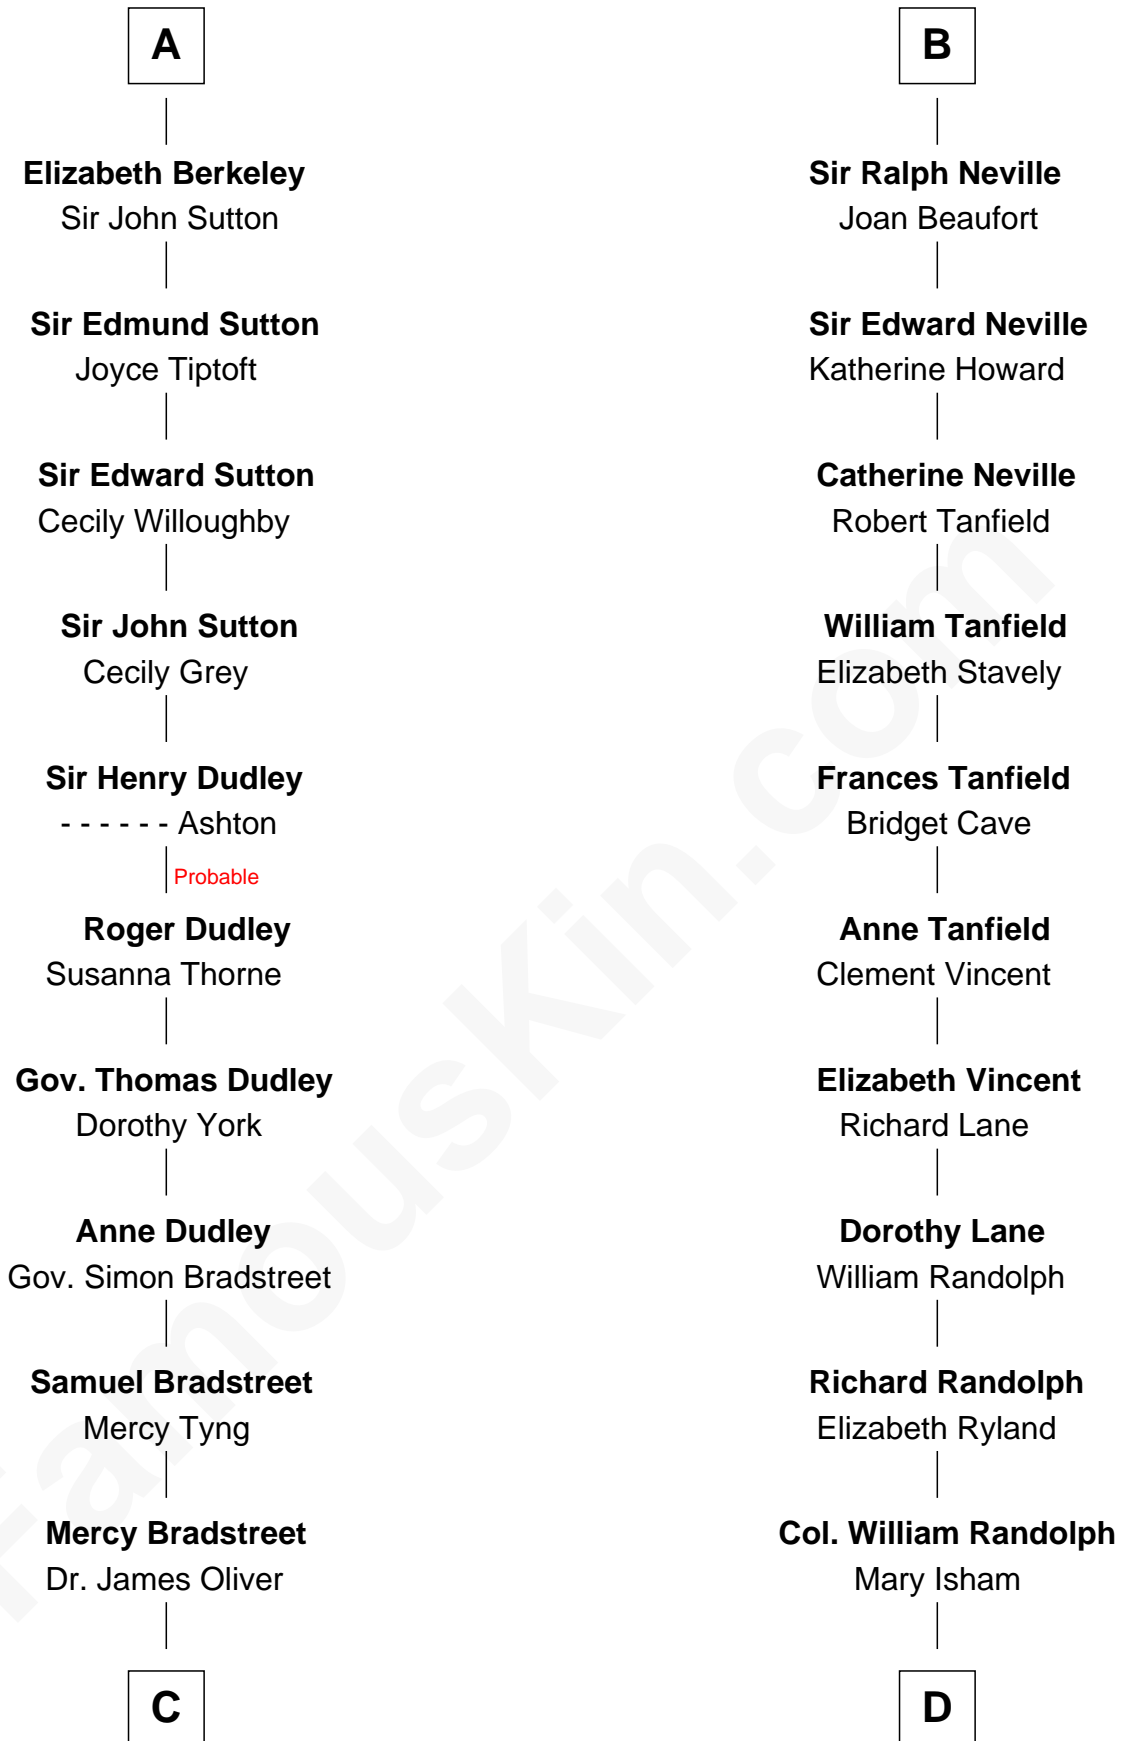 A
Elizabeth Berkeley
Sir John Sutton
Sir Edmund Sutton
Joyce Tiptoft
Sir Edward Sutton
Cecily Willoughby
Sir John Sutton
Cecily Grey
Sir Henry Dudley
- - - - - - Ashton
Probable
Roger Dudley
Susanna Thorne
Gov. Thomas Dudley
Dorothy York
Anne Dudley
Gov. Simon Bradstreet
Samuel Bradstreet
Mercy Tyng
Mercy Bradstreet
Dr. James Oliver
C
B
Sir Ralph Neville
Joan Beaufort
Sir Edward Neville
Katherine Howard
Catherine Neville
Robert Tanfield
William Tanfield
Elizabeth Stavely
Frances Tanfield
Bridget Cave
Anne Tanfield
Clement Vincent
Elizabeth Vincent
Richard Lane
Dorothy Lane
William Randolph
Richard Randolph
Elizabeth Ryland
Col. William Randolph
Mary Isham
D
FamousKin.com